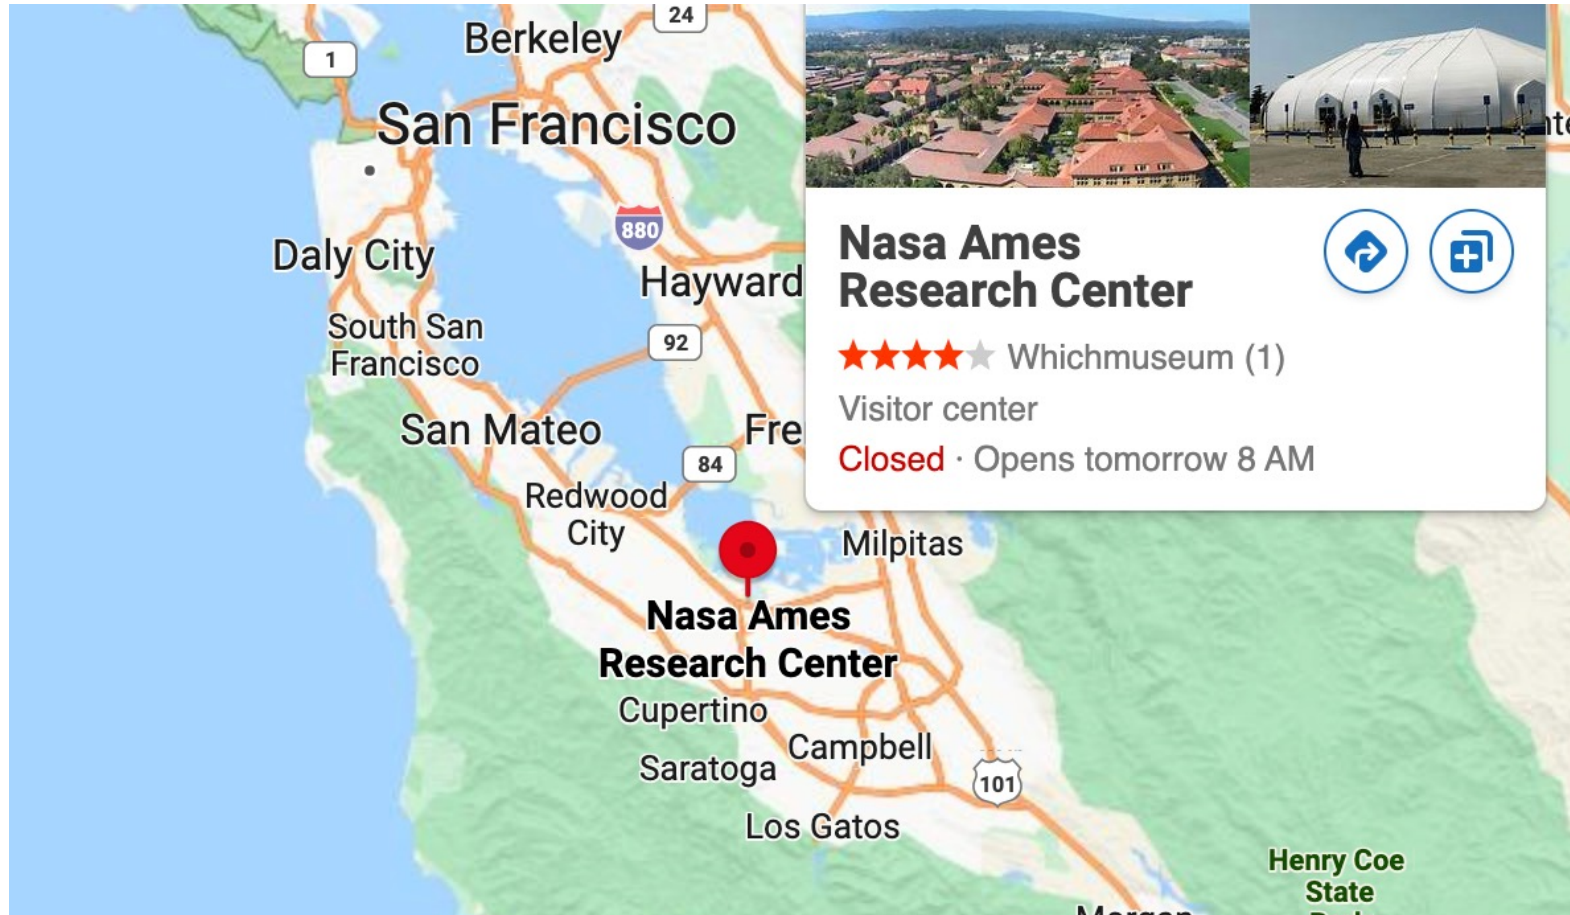 24
Berkeley
1
San Francisco
880
Daly City
Hayward
South San
Francisco
92
San Mateo
Fre
84
Redwood
City
Milpitas
Nasa Ames
Research Center
Cupertino
Campbell
Saratoga
101
Los Gatos
Henry Coe
State
Nasa Ames
Research Center
Whichmuseum (1)
Visitor center
Closed · Opens tomorrow 8 AM